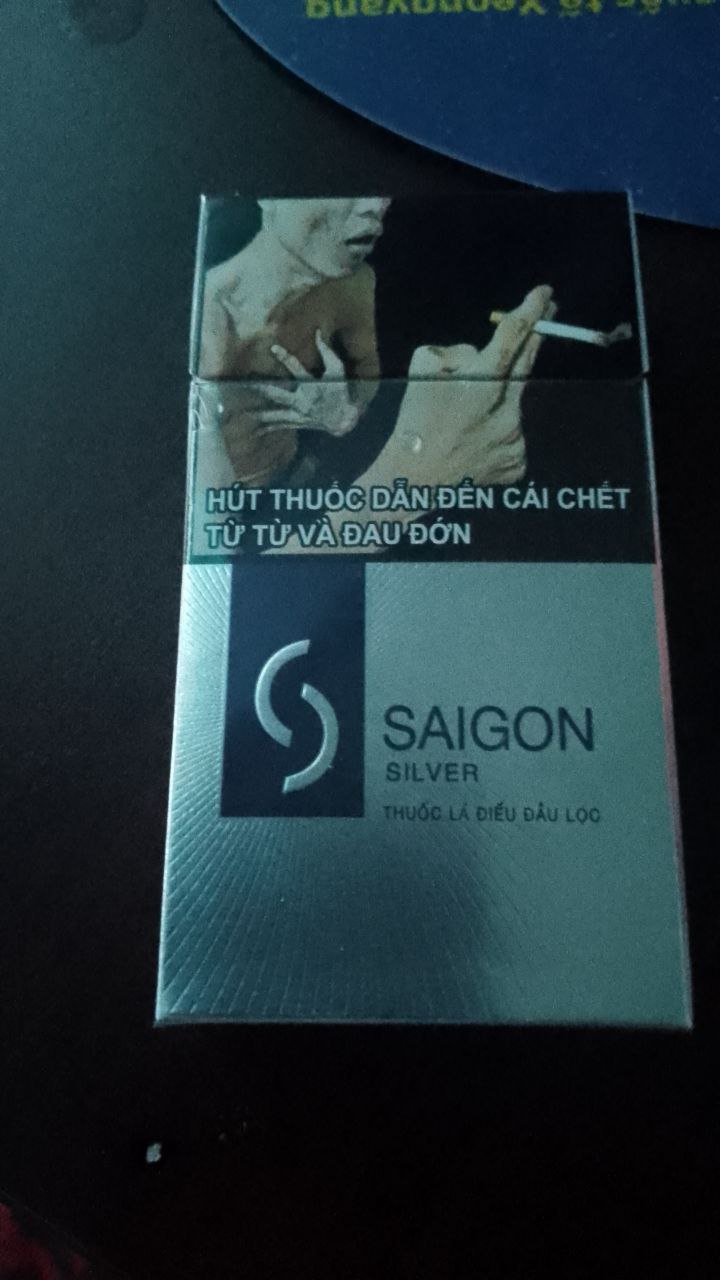 HÚT THUỐC DẪN ĐẾN CÁI CHẾT
TỪ TỪ VÀ ĐAU ĐỚN
SAIGON
SILVER
THUỐC LÁ ĐIẾU ĐẦU LỌC